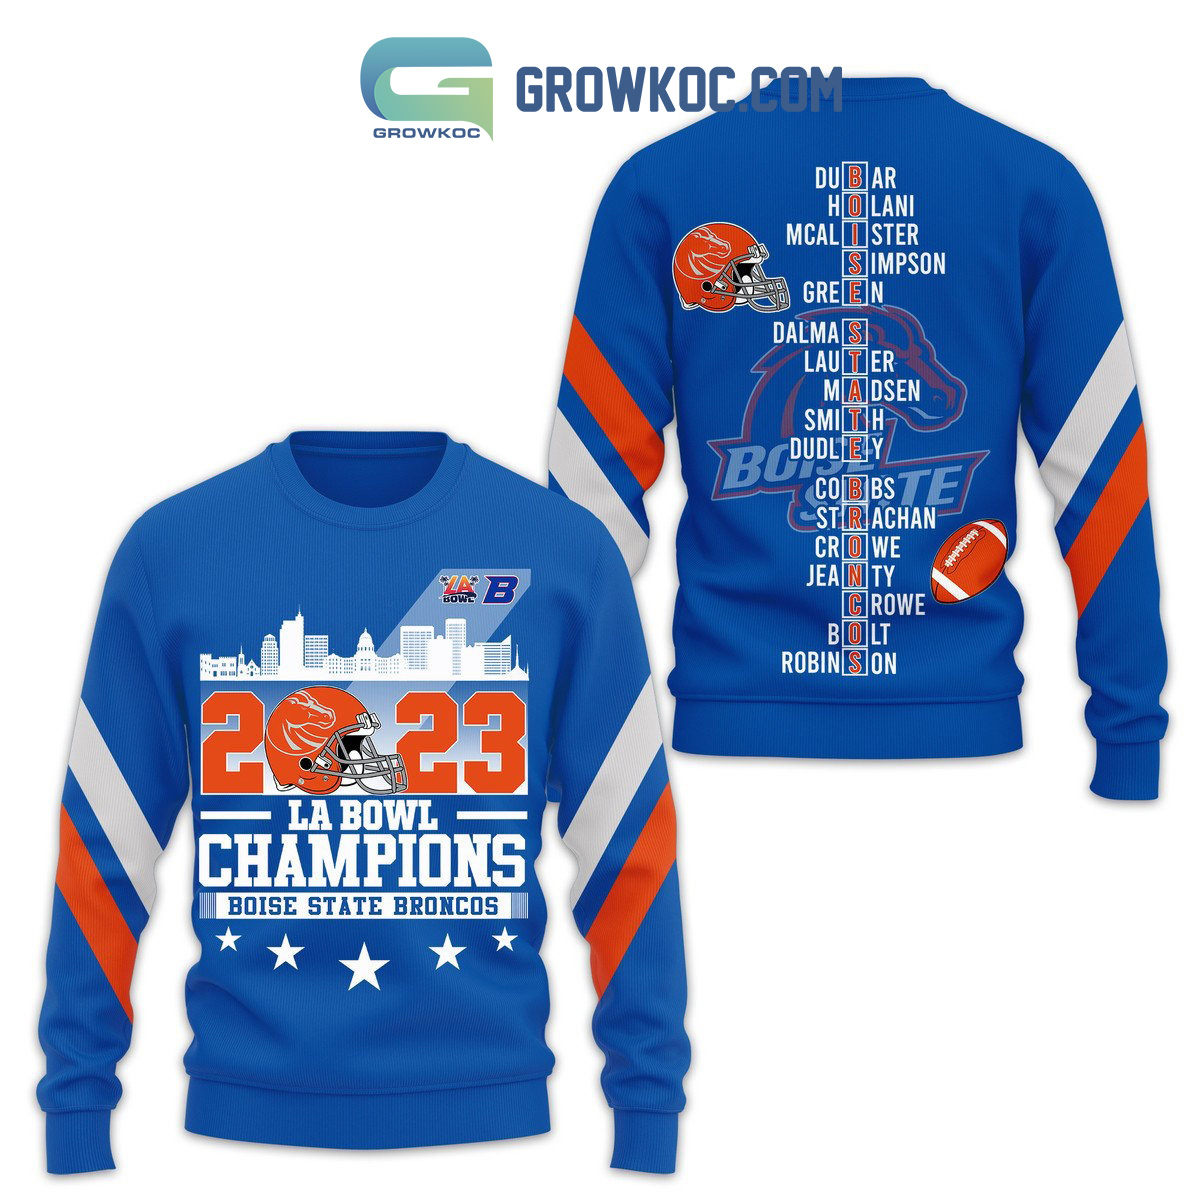 GROWKOC
GROWKOC.COM
DUBAR
HOLANI
MCALISTER
SIMPSON
GREEN
DALMAS
LAUTER
MADSEN
SMITH
DUDLEY
COBBS
STRACHAN
CROWE
JEANTY
CROWE
BOLT
ROBINSON
BOISE
STATE
LA
BOWL
B
2023
LA BOWL
CHAMPIONS
BOISE STATE BRONCOS